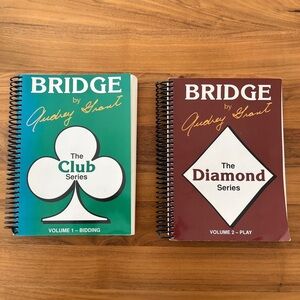 BRIDGE
by
Audrey Grant
The
Club
Series
VOLUME 1 – BIDDING
BRIDGE
by
Audrey Grant
The
Diamond
Series
VOLUME 2 – PLAY